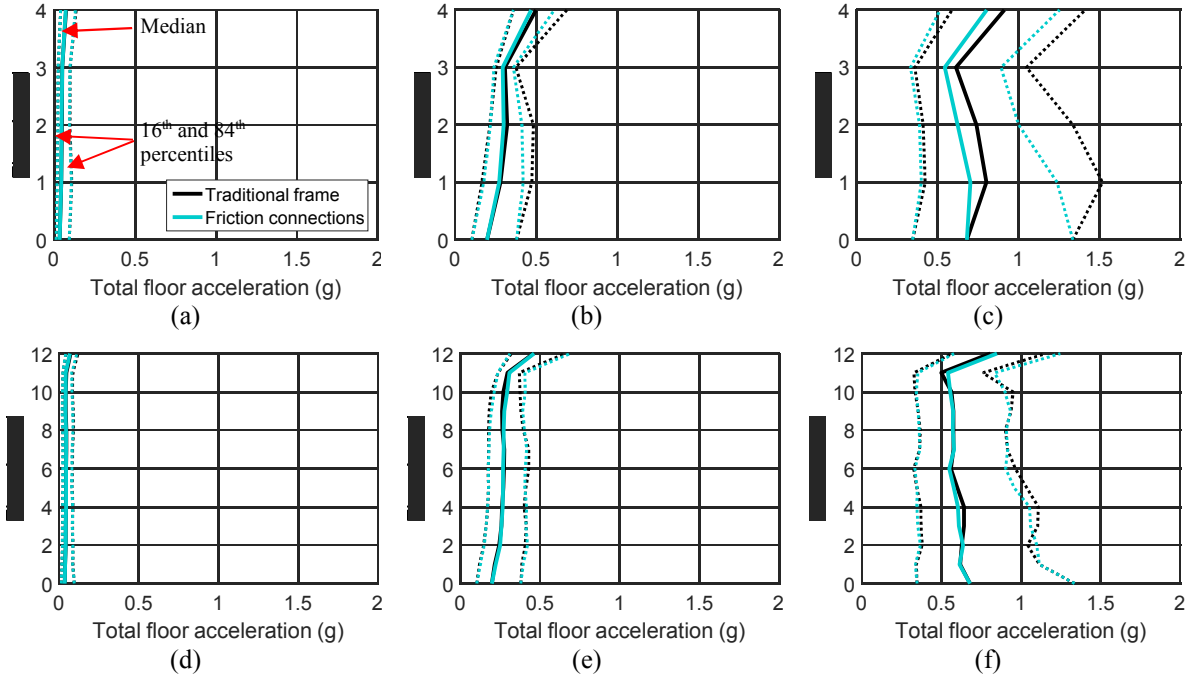 4
3
2
1
0
Median
16th and 84th
percentiles
Traditional frame
Friction connections
0 0.5 1 1.5 2
Total floor acceleration (g)
(a)
4
3
2
1
0
0 0.5 1 1.5 2
Total floor acceleration (g)
(b)
4
3
2
1
0
0 0.5 1 1.5 2
Total floor acceleration (g)
(c)
12
10
8
6
4
2
0
0 0.5 1 1.5 2
Total floor acceleration (g)
(d)
12
10
8
6
4
2
0
0 0.5 1 1.5 2
Total floor acceleration (g)
(e)
12
10
8
6
4
2
0
0 0.5 1 1.5 2
Total floor acceleration (g)
(f)